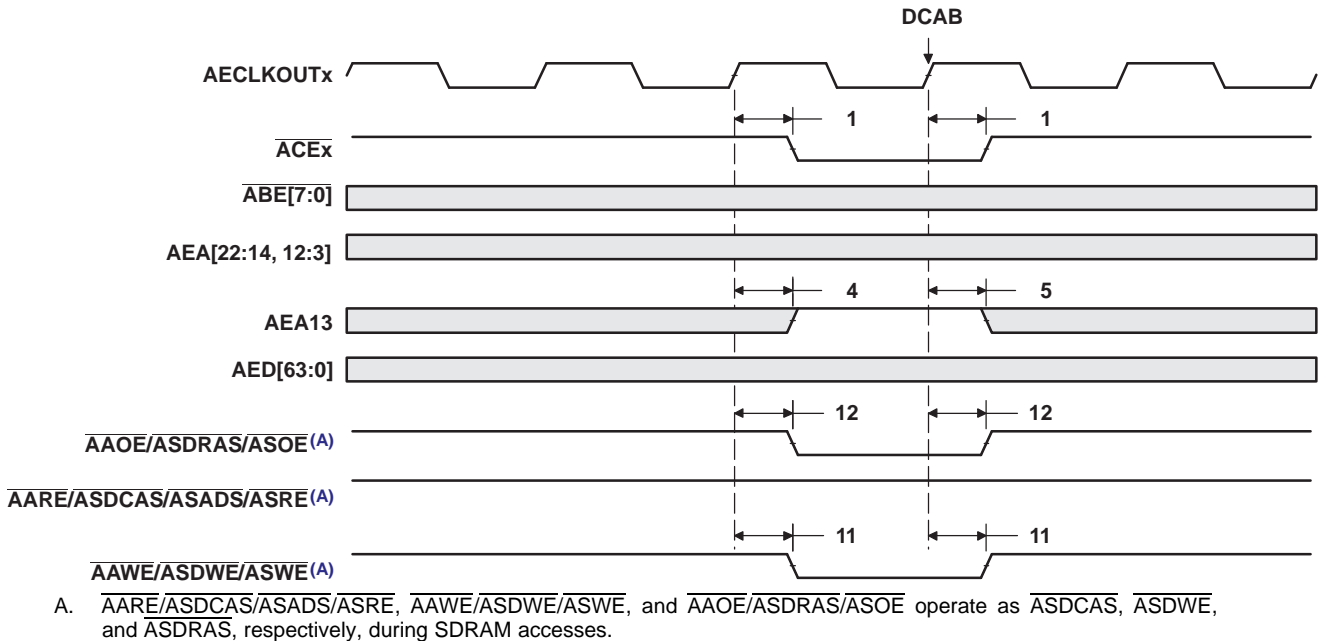 DCAB
AECLKOUTx
1 1
ACEx
ABE[7:0]
AEA[22:14, 12:3]
4 5
AEA13
AED[63:0]
12 12
AAOE/ASDRAS/ASOE(A)
AARE/ASDCAS/ASADS/ASRE(A)
11 11
AAWE/ASDWE/ASWE(A)
A. AARE/ASDCAS/ASADS/ASRE, AAWE/ASDWE/ASWE, and AAOE/ASDRAS/ASOE operate as ASDCAS, ASDWE,
and ASDRAS, respectively, during SDRAM accesses.